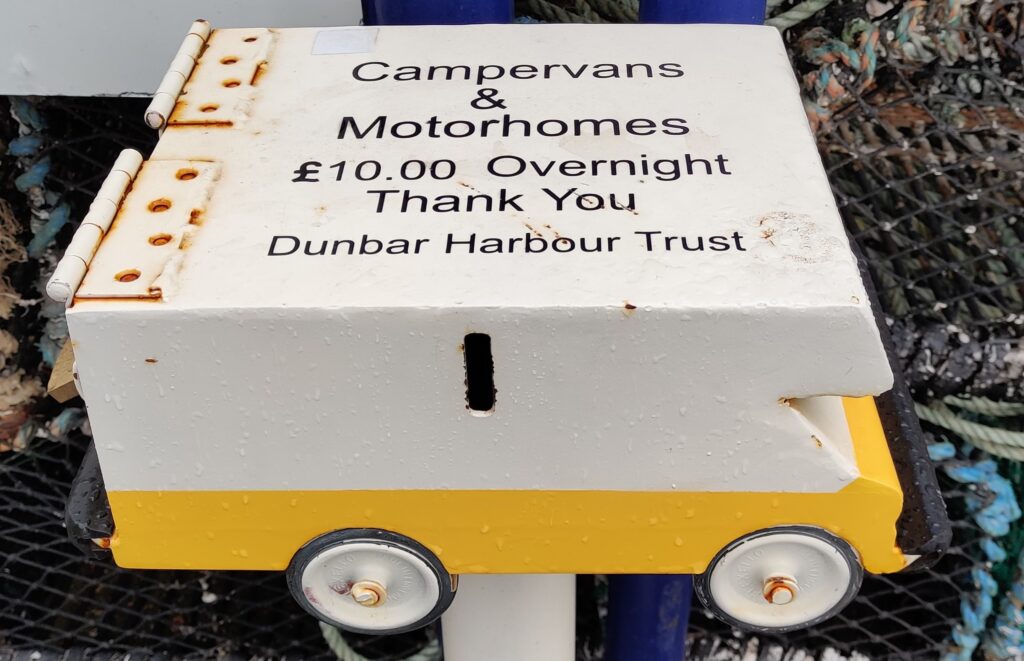 Campervans
&
Motorhomes
£10.00 Overnight
Thank You
Dunbar Harbour Trust